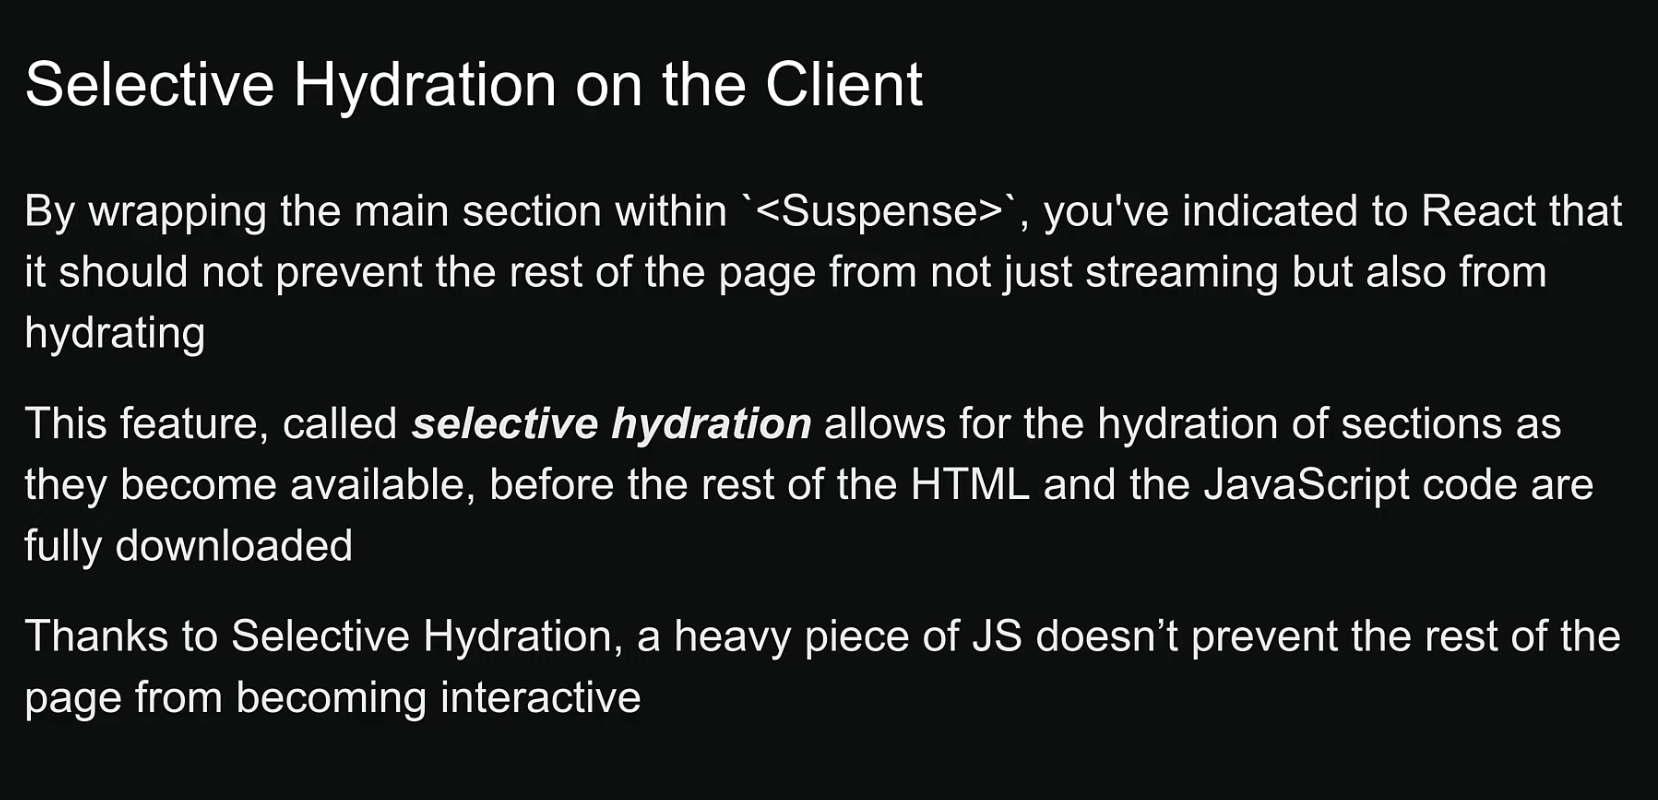 Selective Hydration on the Client
By wrapping the main section within `<Suspense>`, you've indicated to React that
it should not prevent the rest of the page from not just streaming but also from
hydrating
This feature, called selective hydration allows for the hydration of sections as
they become available, before the rest of the HTML and the JavaScript code are
fully downloaded
Thanks to Selective Hydration, a heavy piece of JS doesn’t prevent the rest of the
page from becoming interactive